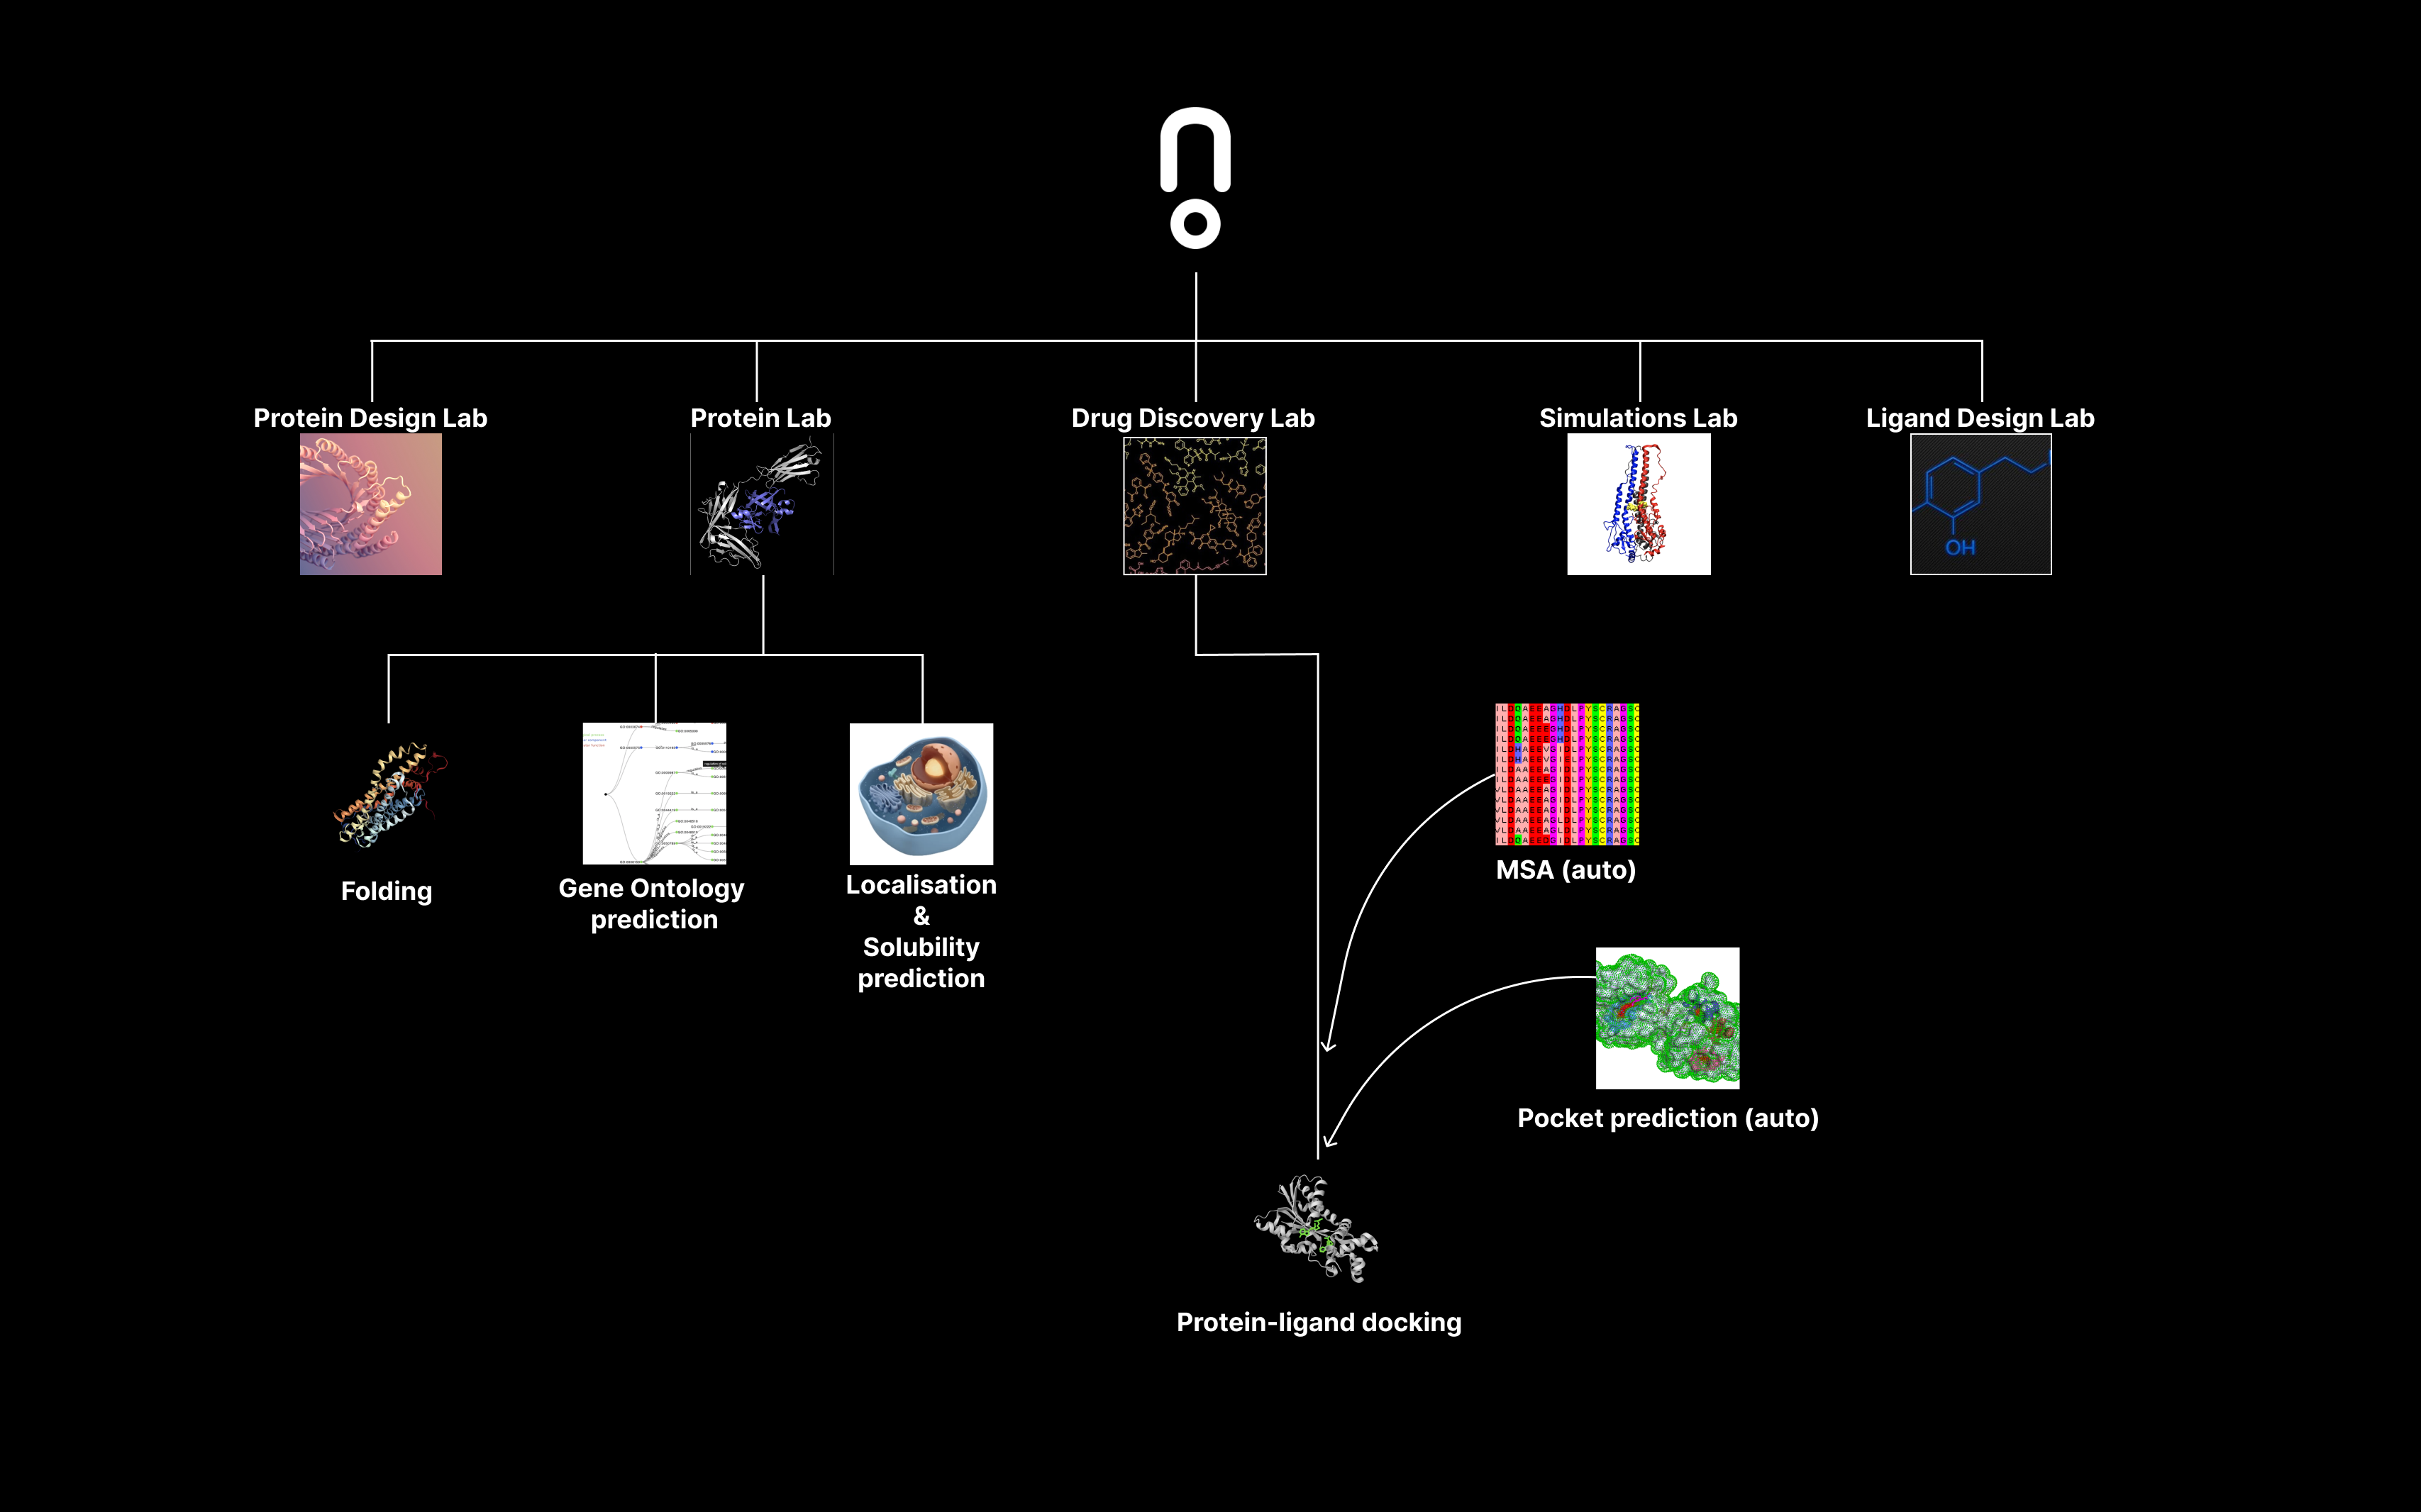 Protein Design Lab
Protein Lab
Drug Discovery Lab
Simulations Lab
Ligand Design Lab
OH
Folding
Gene Ontology
prediction
Localisation
&
Solubility
prediction
MSA (auto)
Pocket prediction (auto)
Protein-ligand docking